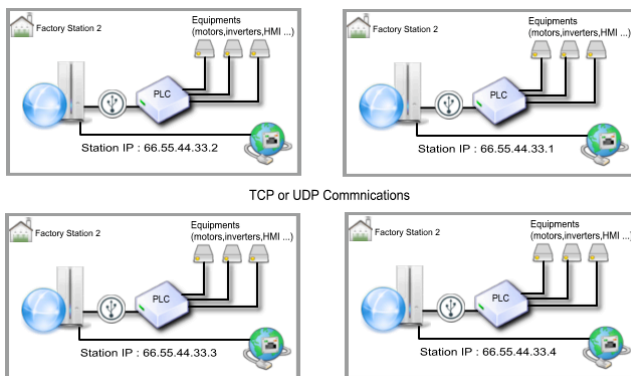 Factory Station 2
Equipments
(motors,inverters,HMI ...)
PLC
Station IP : 66.55.44.33.2
Factory Station 2
Equipments
(motors,inverters,HMI ...)
PLC
Station IP : 66.55.44.33.1
TCP or UDP Commnications
Factory Station 2
Equipments
(motors,inverters,HMI ...)
PLC
Station IP : 66.55.44.33.3
Factory Station 2
Equipments
(motors,inverters,HMI ...)
PLC
Station IP : 66.55.44.33.4